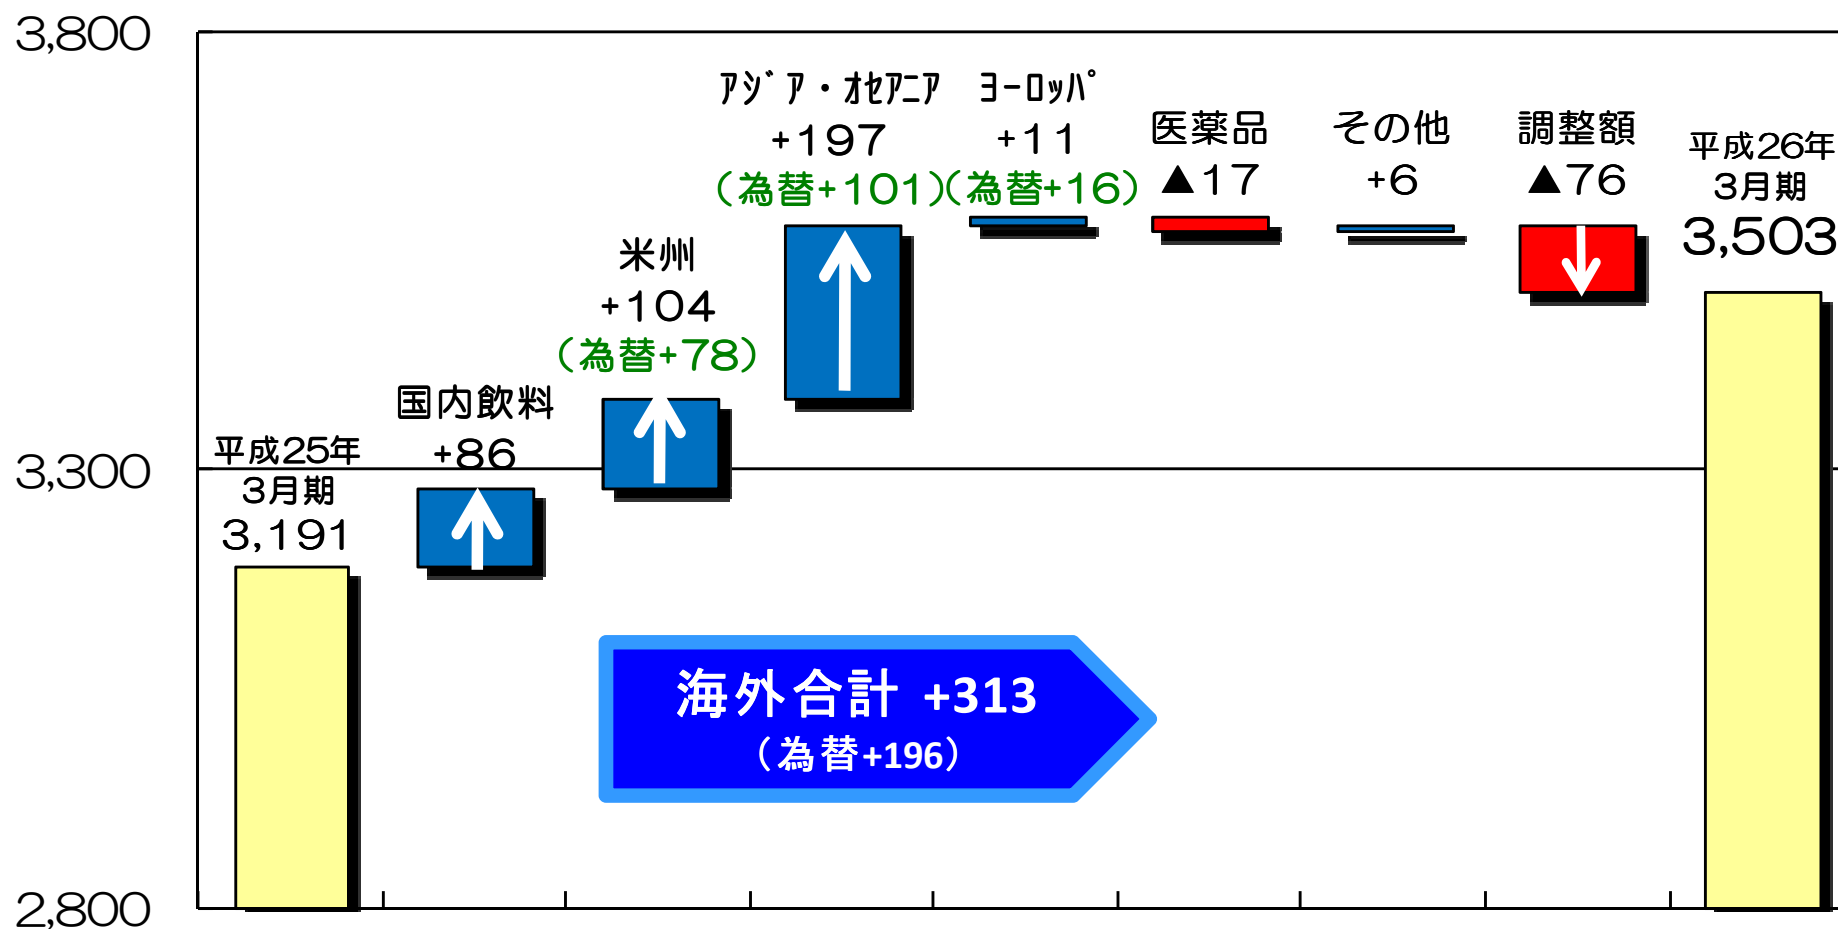 3,800
3,300
2,800
平成25年
3月期
3,191
国内飲料
+86
米州
+104
(為替+78)
ｱｼﾞｱ・ｵｾｱﾆｱ
+197
(為替+101)
ﾖｰﾛｯﾊﾟ
+11
(為替+16)
医薬品
▲17
その他
+6
調整額
▲76
平成26年
3月期
3,503
海外合計 +313
(為替+196)